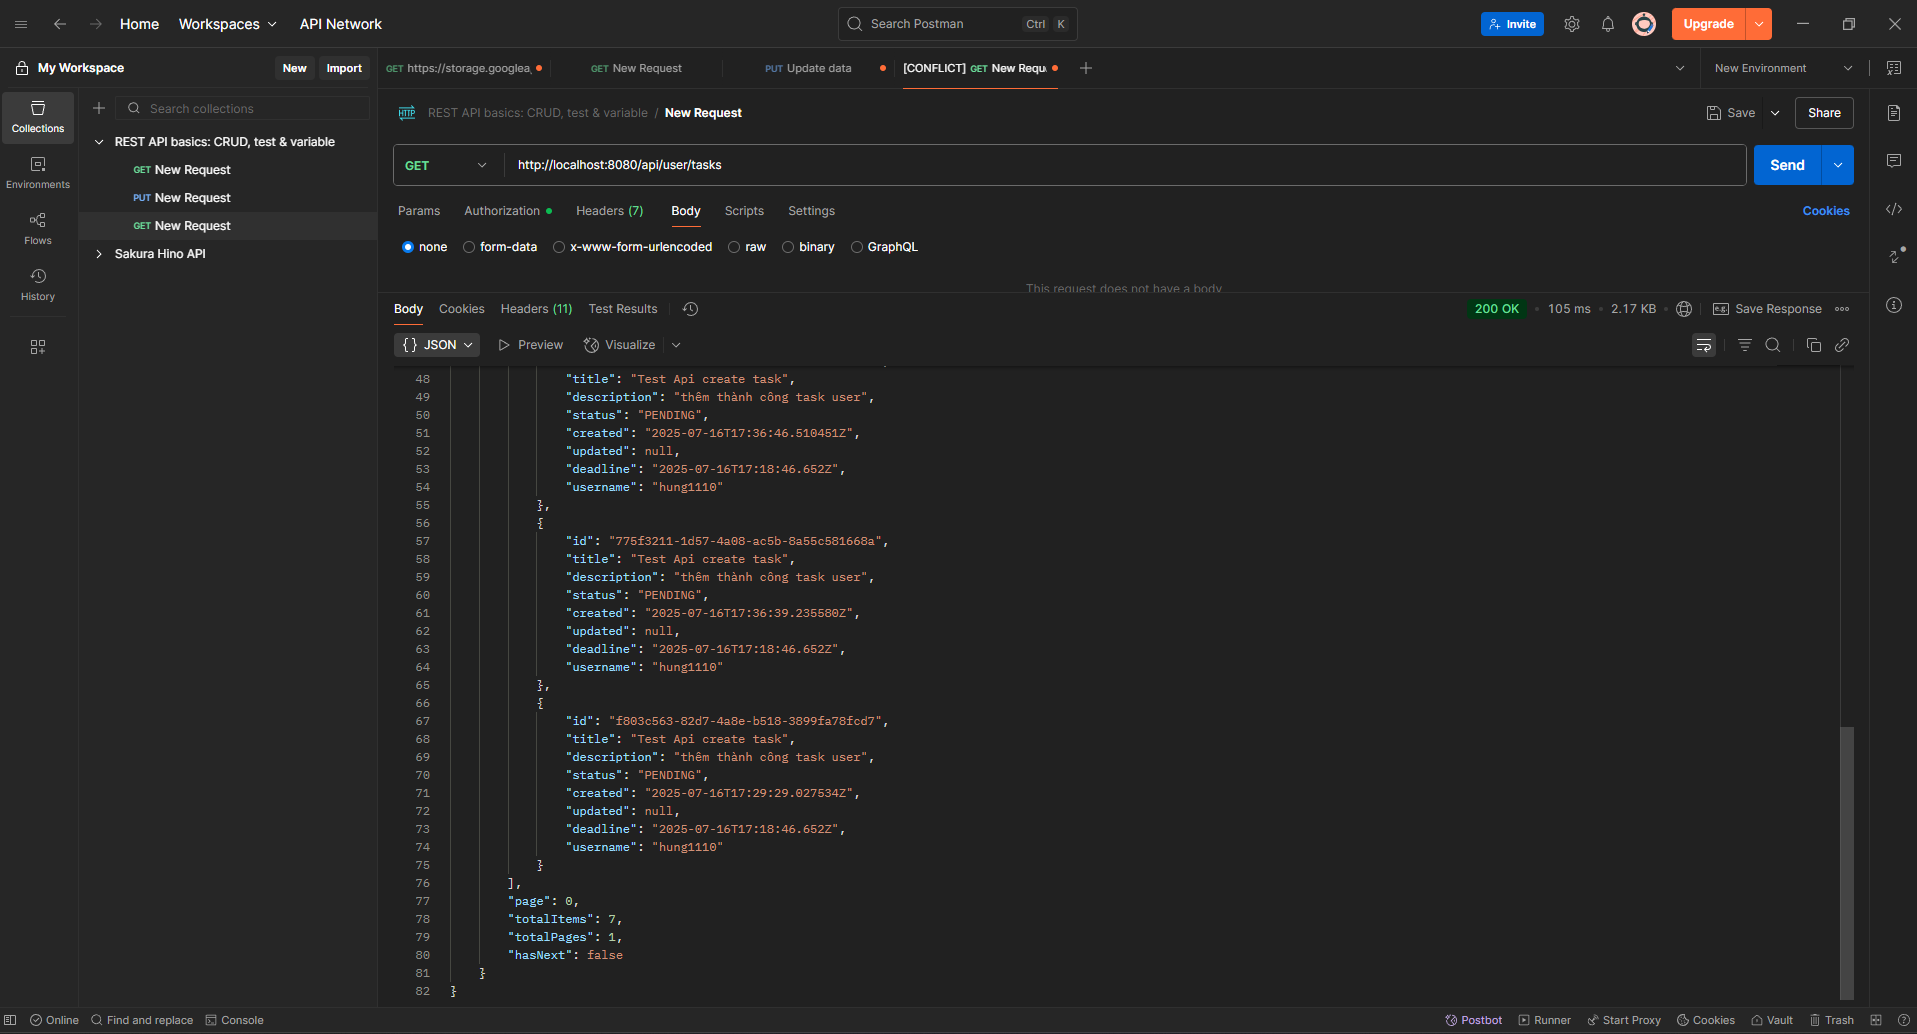 Home Workspaces API Network Search Postman Ctrl K Invite Upgrade
My Workspace New Import GET https://storage.googlea GET New Request PUT Update data [CONFLICT] GET New Requ New Environment
Collections
Environments
Flows
History
Search collections
REST API basics: CRUD, test & variable
GET New Request
PUT New Request
GET New Request
Sakura Hino API
HTTP REST API basics: CRUD, test & variable / New Request Save Share
GET http://localhost:8080/api/user/tasks Send
Params Authorization Headers (7) Body Scripts Settings Cookies
none form-data x-www-form-urlencoded raw binary GraphQL
This request does not have a body
Body Cookies Headers (11) Test Results 200 OK 105 ms 2.17 KB e.g. Save Response
{} JSON Preview Visualize
48 "title": "Test Api create task",
49 "description": "thêm thành công task user",
50 "status": "PENDING",
51 "created": "2025-07-16T17:36:46.510451Z",
52 "updated": null,
53 "deadline": "2025-07-16T17:18:46.652Z",
54 "username": "hung1110"
55 },
56 {
57 "id": "775f3211-1d57-4a08-ac5b-8a55c581668a",
58 "title": "Test Api create task",
59 "description": "thêm thành công task user",
60 "status": "PENDING",
61 "created": "2025-07-16T17:36:39.235580Z",
62 "updated": null,
63 "deadline": "2025-07-16T17:18:46.652Z",
64 "username": "hung1110"
65 },
66 {
67 "id": "f803c563-82d7-4a8e-b518-3899fa78fcd7",
68 "title": "Test Api create task",
69 "description": "thêm thành công task user",
70 "status": "PENDING",
71 "created": "2025-07-16T17:29:29.027534Z",
72 "updated": null,
73 "deadline": "2025-07-16T17:18:46.652Z",
74 "username": "hung1110"
75 }
76 ],
77 "page": 0,
78 "totalItems": 7,
79 "totalPages": 1,
80 "hasNext": false
81 }
82 }
Online Find and replace Console Postbot Runner Start Proxy Cookies Vault Trash